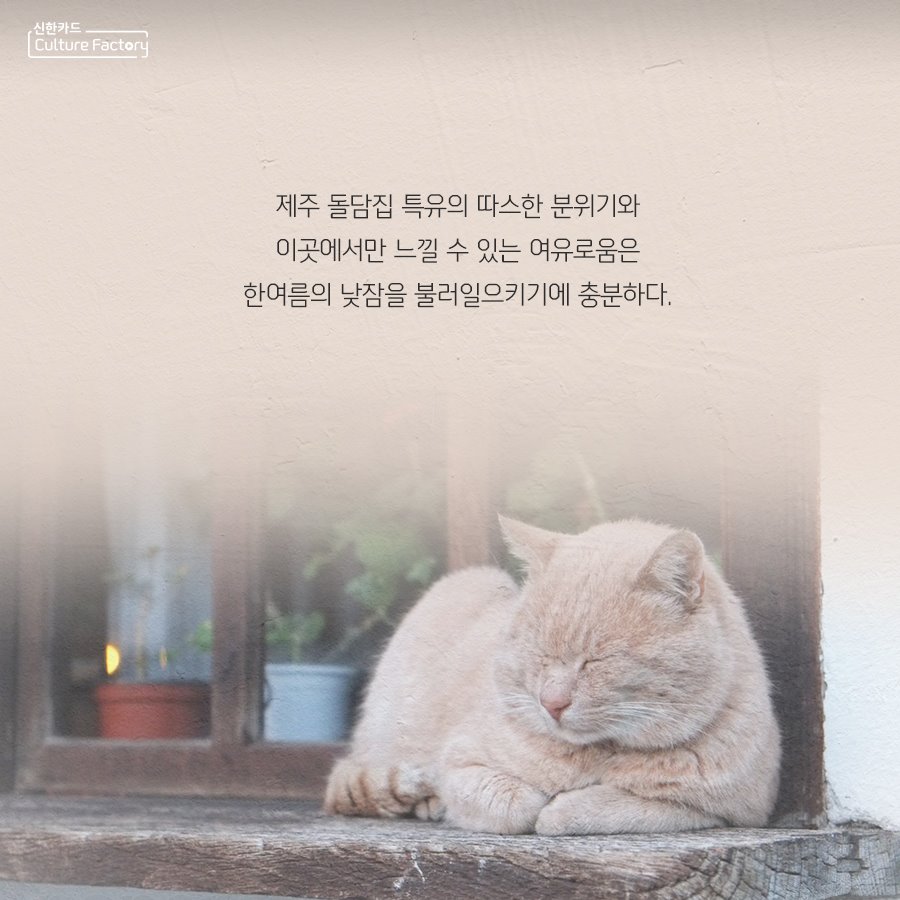 신한카드
Culture Factory
제주 돌담집 특유의 따스한 분위기와
이곳에서만 느낄 수 있는 여유로움은
한여름의 낮잠을 불러일으키기에 충분하다.